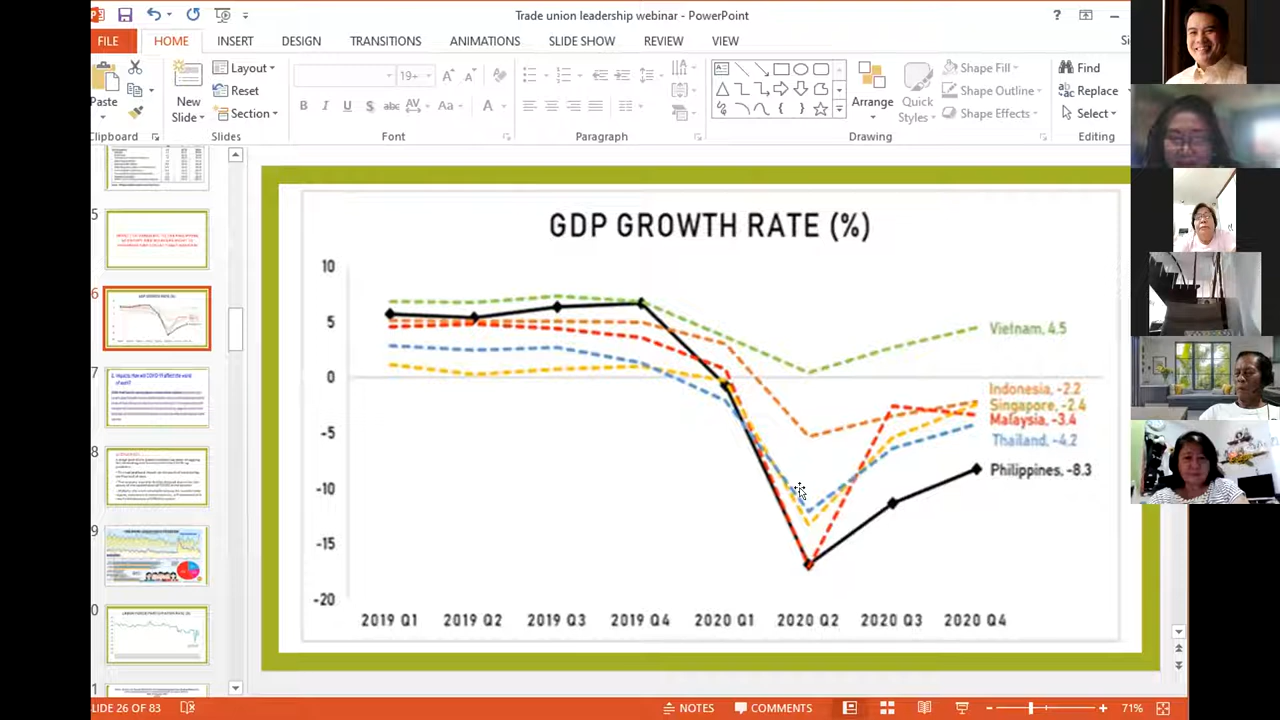 Trade union leadership webinar - PowerPoint
FILE HOME INSERT DESIGN TRANSITIONS ANIMATIONS SLIDE SHOW REVIEW VIEW
Paste
Clipboard
New
Slide
Layout
Reset
Section
Slides
19+
Font
Paragraph
Arrange
Quick
Styles
Shape Fill
Shape Outline
Shape Effects
Drawing
Find
Replace
Select
Editing
GDP GROWTH RATE (%)
10
5
0
-5
-10
-15
-20
Vietnam, 4.5
Indonesia, -2.2
Singapore, -2.4
Malaysia, -3.4
Thailand, -4.2
Philippines, -8.3
2019 Q1 2019 Q2 2019 Q3 2019 Q4 2020 Q1 2020 Q2 2020 Q3 2020 Q4
SLIDE 26 OF 83
NOTES
COMMENTS
71%